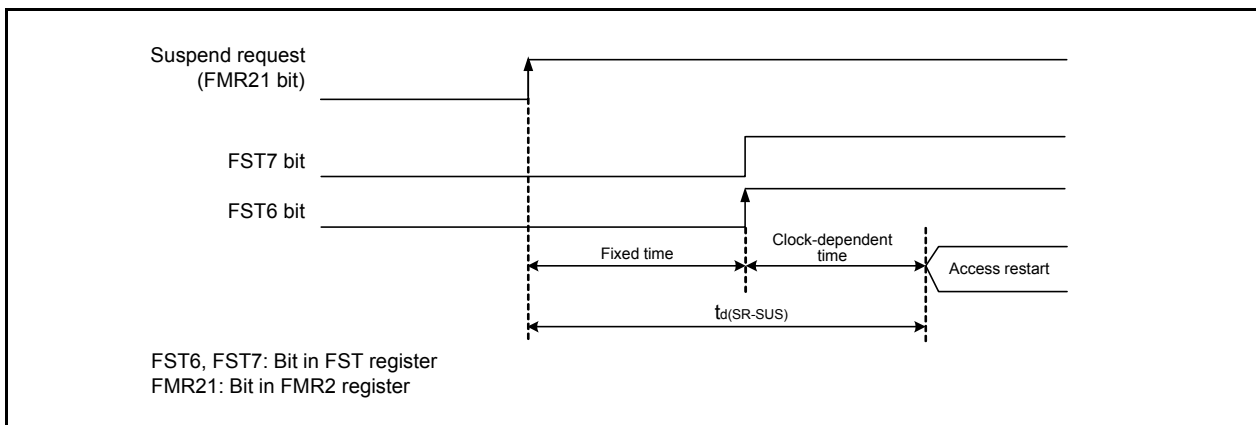 Suspend request
(FMR21 bit)
FST7 bit
FST6 bit
Fixed time
Clock-dependent
time
Access restart
td(SR-SUS)
FST6, FST7: Bit in FST register
FMR21: Bit in FMR2 register